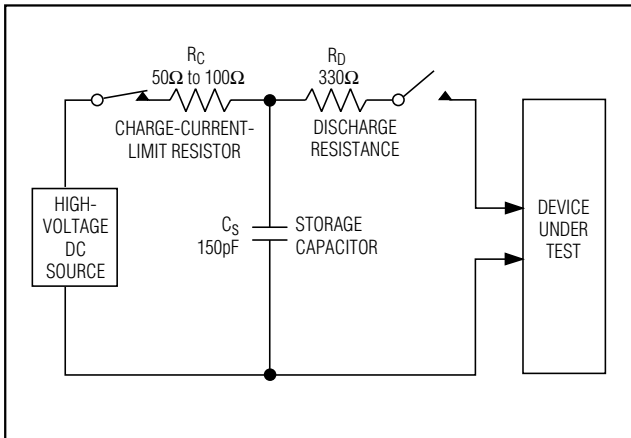 R_C
50Ω to 100Ω
CHARGE-CURRENT-
LIMIT RESISTOR
R_D
330Ω
DISCHARGE
RESISTANCE
HIGH-
VOLTAGE
DC
SOURCE
C_S
150pF
STORAGE
CAPACITOR
DEVICE
UNDER
TEST